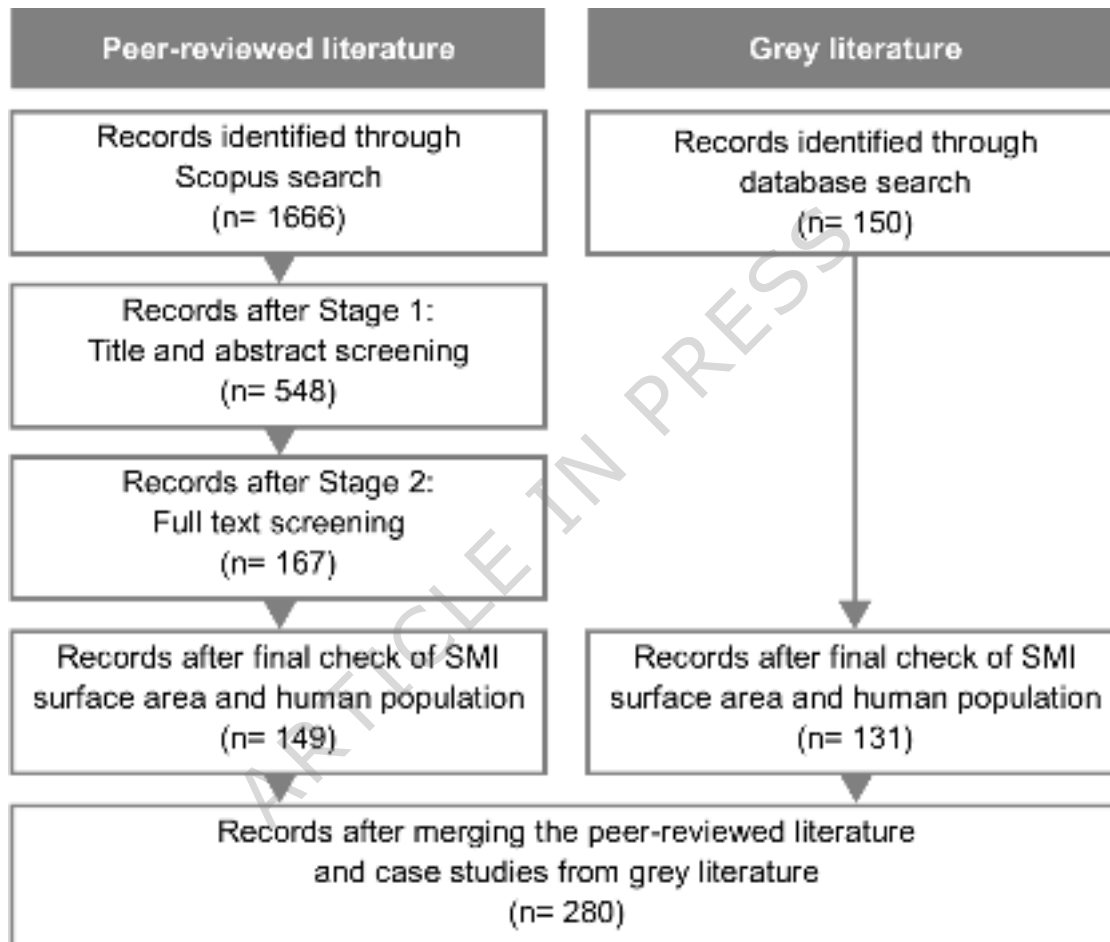 Peer-reviewed literature
Grey literature
Records identified through
Scopus search
(n= 1666)
Records identified through
database search
(n= 150)
Records after Stage 1:
Title and abstract screening
(n= 548)
Records after Stage 2:
Full text screening
(n= 167)
Records after final check of SMI
surface area and human population
(n= 149)
Records after final check of SMI
surface area and human population
(n= 131)
Records after merging the peer-reviewed literature
and case studies from grey literature
(n= 280)
ARTICLE IN PRESS